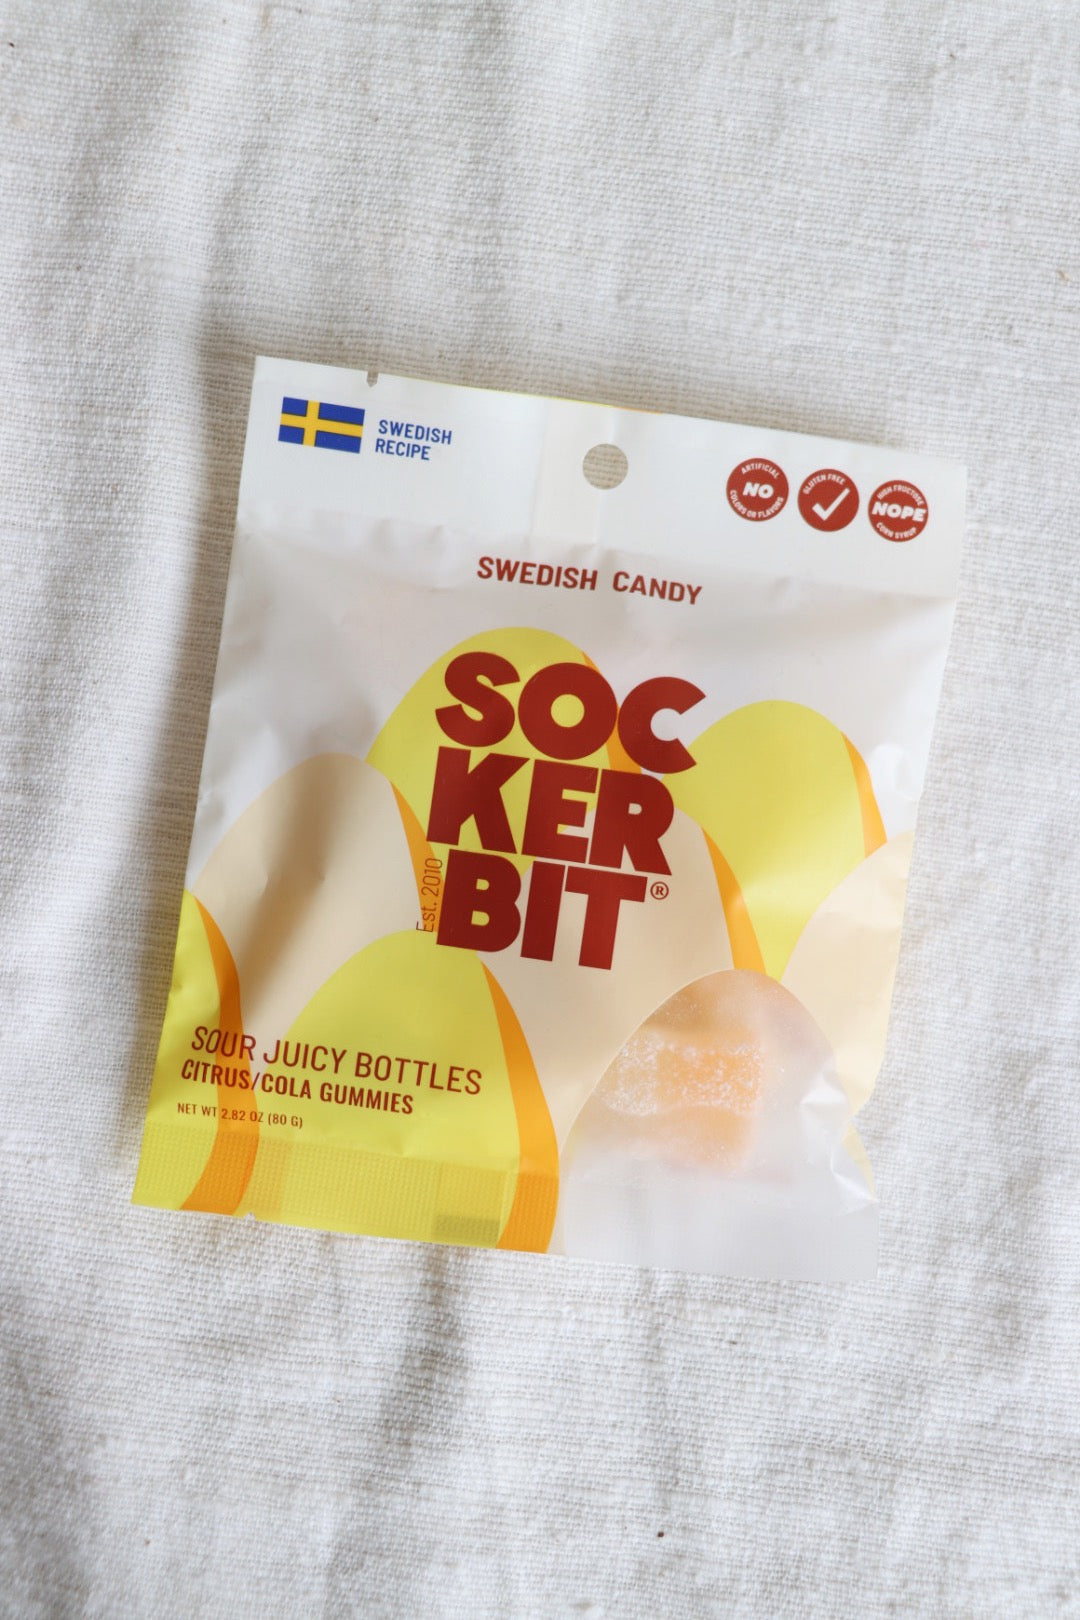 SWEDISH
RECIPE
ARTIFICIAL
NO
COLORS OR FLAVORS
GLUTEN FREE
HIGH FRUCTOSE
NOPE
CORN SYRUP
SWEDISH CANDY
SOC
KER
BIT®
Est. 2010
SOUR JUICY BOTTLES
CITRUS/COLA GUMMIES
NET WT 2.82 OZ (80 G)